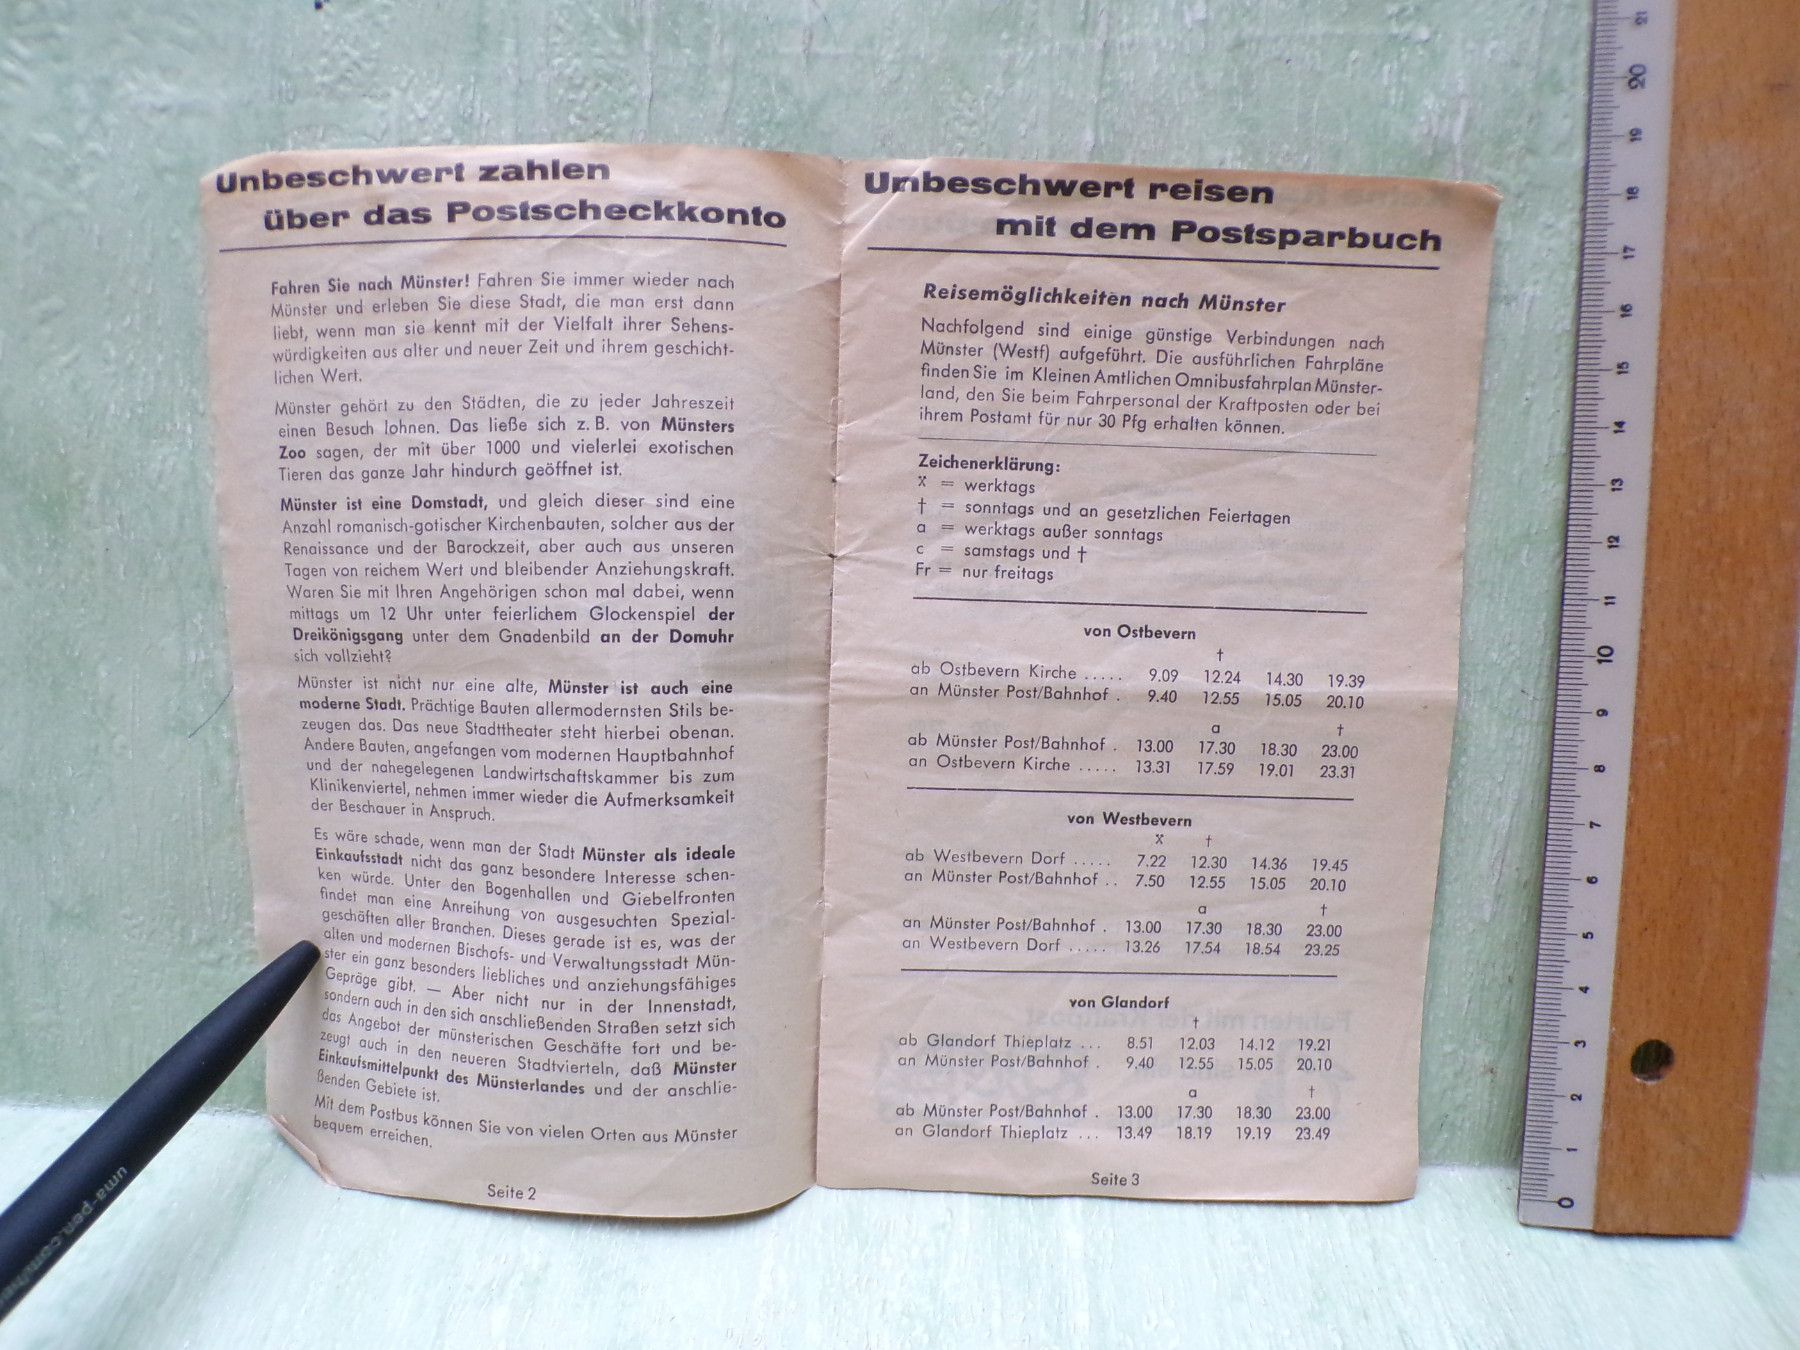 Unbeschwert zahlen
über das Postscheckkonto
Fahren Sie nach Münster! Fahren Sie immer wieder nach
Münster und erleben Sie diese Stadt, die man erst dann
liebt, wenn man sie kennt mit der Vielfalt ihrer Sehens-
würdigkeiten aus alter und neuer Zeit und ihrem geschicht-
lichen Wert.
Münster gehört zu den Städten, die zu jeder Jahreszeit
einen Besuch lohnen. Das ließe sich z. B. von Münsters
Zoo sagen, der mit über 1000 und vielerlei exotischen
Tieren das ganze Jahr hindurch geöffnet ist.
Münster ist eine Domstadt, und gleich dieser sind eine
Anzahl romanisch-gotischer Kirchenbauten, solcher aus der
Renaissance und der Barockzeit, aber auch aus unseren
Tagen von reichem Wert und bleibender Anziehungskraft.
Waren Sie mit Ihren Angehörigen schon mal dabei, wenn
mittags um 12 Uhr unter feierlichem Glockenspiel der
Dreikönigsgang unter dem Gnadenbild an der Domuhr
sich vollzieht?
Münster ist nicht nur eine alte, Münster ist auch eine
moderne Stadt. Prächtige Bauten allermodernsten Stils be-
zeugen das. Das neue Stadttheater steht hierbei obenan.
Andere Bauten, angefangen vom modernen Hauptbahnhof
und der nahegelegenen Landwirtschaftskammer bis zum
Klinikenviertel, nehmen immer wieder die Aufmerksamkeit
der Beschauer in Anspruch.
Es wäre schade, wenn man der Stadt Münster als ideale
Einkaufsstadt nicht das ganz besondere Interesse schen-
ken würde. Unter den Bogenhallen und Giebelfronten
findet man eine Anreihung von ausgesuchten Spezial-
geschäften aller Branchen. Dieses gerade ist es, was der
alten und modernen Bischofs- und Verwaltungsstadt Mün-
ster ein ganz besonders liebliches und anziehungsfähiges
Gepräge gibt. — Aber nicht nur in der Innenstadt,
sondern auch in den sich anschließenden Straßen setzt sich
das Angebot der münsterischen Geschäfte fort und be-
zeugt auch in den neueren Stadtvierteln, daß Münster
Einkaufsmittelpunkt des Münsterlandes und der anschlie-
ßenden Gebiete ist.
Mit dem Postbus können Sie von vielen Orten aus Münster
bequem erreichen.
Seite 2
Unbeschwert reisen
mit dem Postsparbuch
Reisemöglichkeiten nach Münster
Nachfolgend sind einige günstige Verbindungen nach
Münster (Westf) aufgeführt. Die ausführlichen Fahrpläne
finden Sie im Kleinen Amtlichen Omnibusfahrplan Münster-
land, den Sie beim Fahrpersonal der Kraftposten oder bei
ihrem Postamt für nur 30 Pfg erhalten können.
Zeichenerklärung:
X = werktags
† = sonntags und an gesetzlichen Feiertagen
a = werktags außer sonntags
c = samstags und †
Fr = nur freitags
von Ostbevern
†
ab Ostbevern Kirche ..... 9.09 12.24 14.30 19.39
an Münster Post/Bahnhof . 9.40 12.55 15.05 20.10
a †
ab Münster Post/Bahnhof . 13.00 17.30 18.30 23.00
an Ostbevern Kirche ..... 13.31 17.59 19.01 23.31
von Westbevern
X †
ab Westbevern Dorf ..... 7.22 12.30 14.36 19.45
an Münster Post/Bahnhof .. 7.50 12.55 15.05 20.10
a †
an Münster Post/Bahnhof . 13.00 17.30 18.30 23.00
an Westbevern Dorf ..... 13.26 17.54 18.54 23.25
von Glandorf
†
ab Glandorf Thieplatz ... 8.51 12.03 14.12 19.21
an Münster Post/Bahnhof . 9.40 12.55 15.05 20.10
a †
ab Münster Post/Bahnhof . 13.00 17.30 18.30 23.00
an Glandorf Thieplatz ... 13.49 18.19 19.19 23.49
Seite 3
21
20
19
18
17
16
15
14
13
12
11
10
9
8
7
6
5
4
3
2
1
0